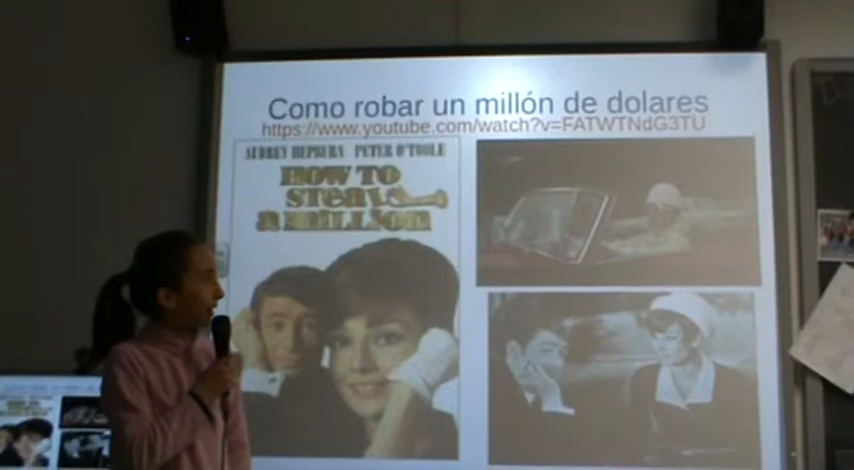 Como robar un millón de dolares
https://www.youtube.com/watch?v=FATWTNdG3TU
AUDREY HEPBURN PETER O'TOOLE
HOW TO
STEAL
A MILLION